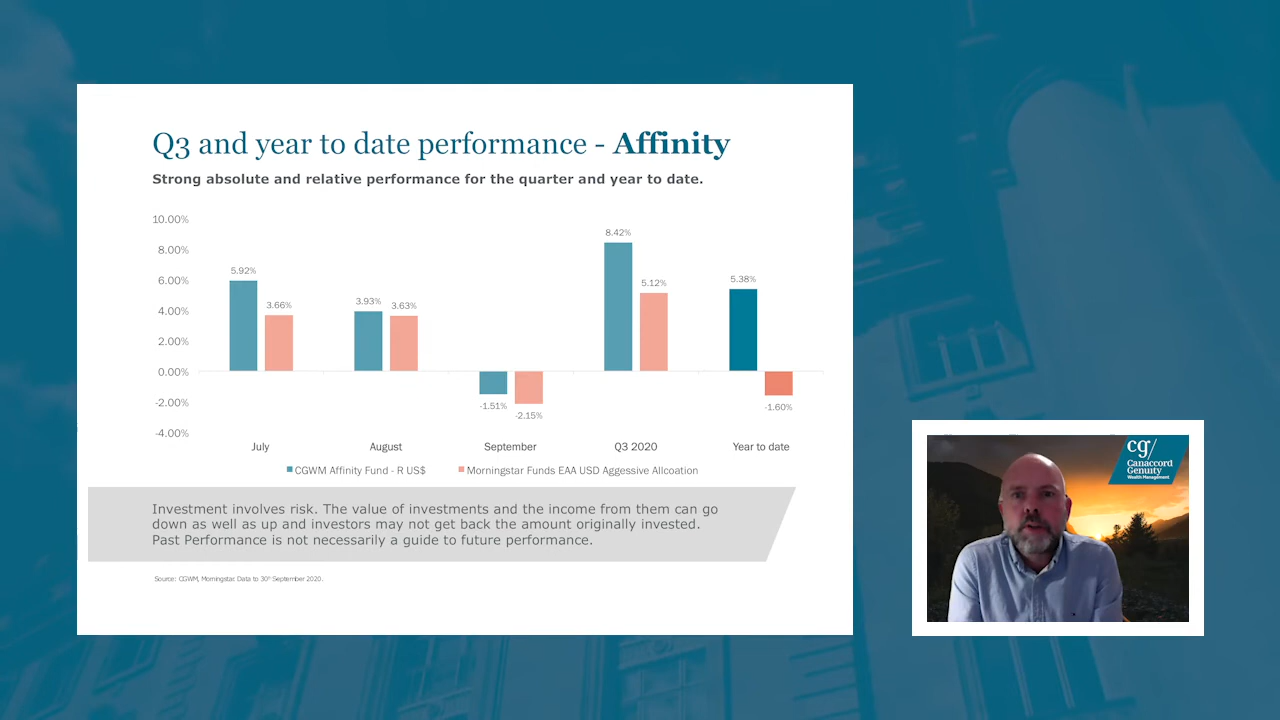 Q3 and year to date performance - Affinity
Strong absolute and relative performance for the quarter and year to date.
10.00%
8.00%
6.00%
4.00%
2.00%
0.00%
-2.00%
-4.00%
5.92%
3.66%
3.93%
3.63%
-1.51%
-2.15%
8.42%
5.12%
5.38%
-1.60%
July
August
September
Q3 2020
Year to date
CGWM Affinity Fund - R US$
Morningstar Funds EAA USD Aggessive Allcoation
Investment involves risk. The value of investments and the income from them can go
down as well as up and investors may not get back the amount originally invested.
Past Performance is not necessarily a guide to future performance.
Source: CGWM, Morningstar. Data to 30th September 2020.
cg/
Canaccord
Genuity
Wealth Management